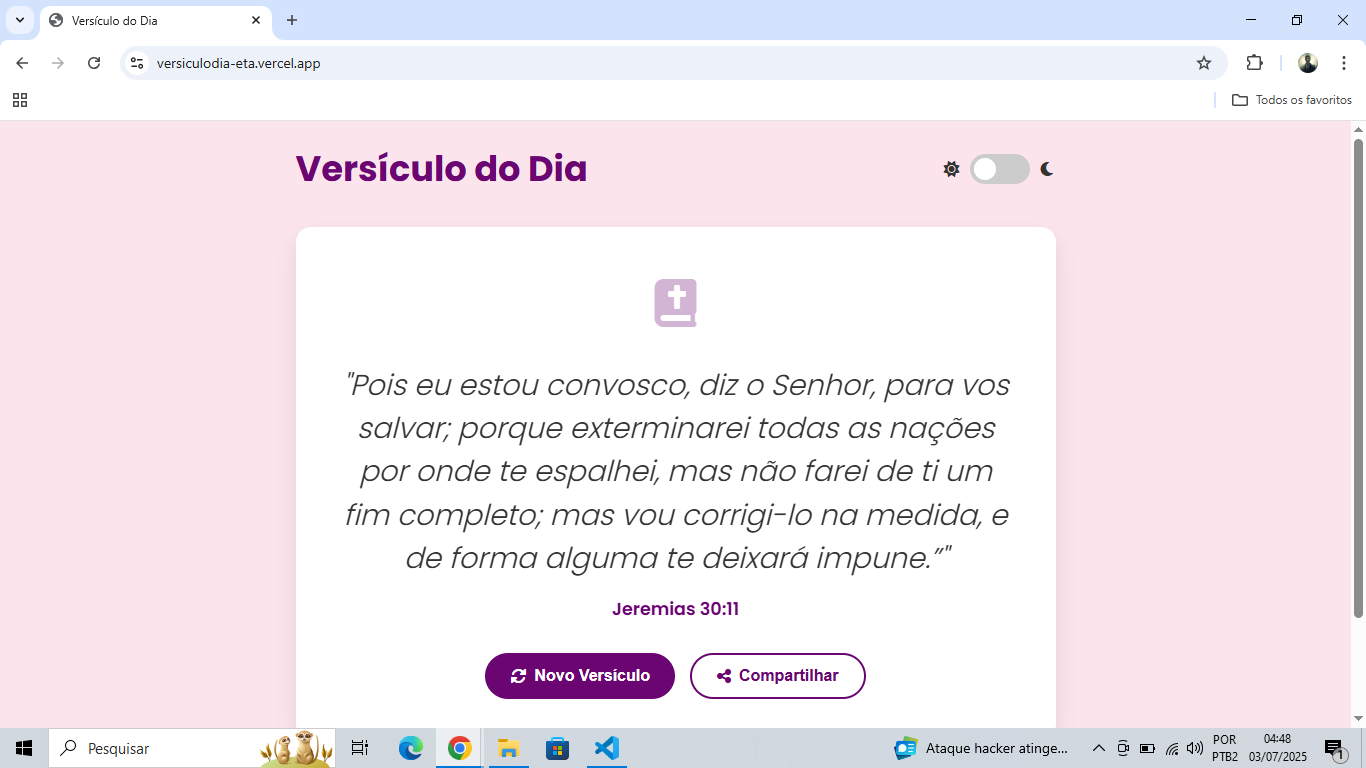 Versículo do Dia
versiculodia-eta.vercel.app
Todos os favoritos
Versículo do Dia
"Pois eu estou convosco, diz o Senhor, para vos
salvar; porque exterminarei todas as nações
por onde te espalhei, mas não farei de ti um
fim completo; mas vou corrigi-lo na medida, e
de forma alguma te deixará impune.”"
Jeremias 30:11
Novo Versículo
Compartilhar
Pesquisar
Ataque hacker atinge...
POR
PTB2
04:48
03/07/2025
1